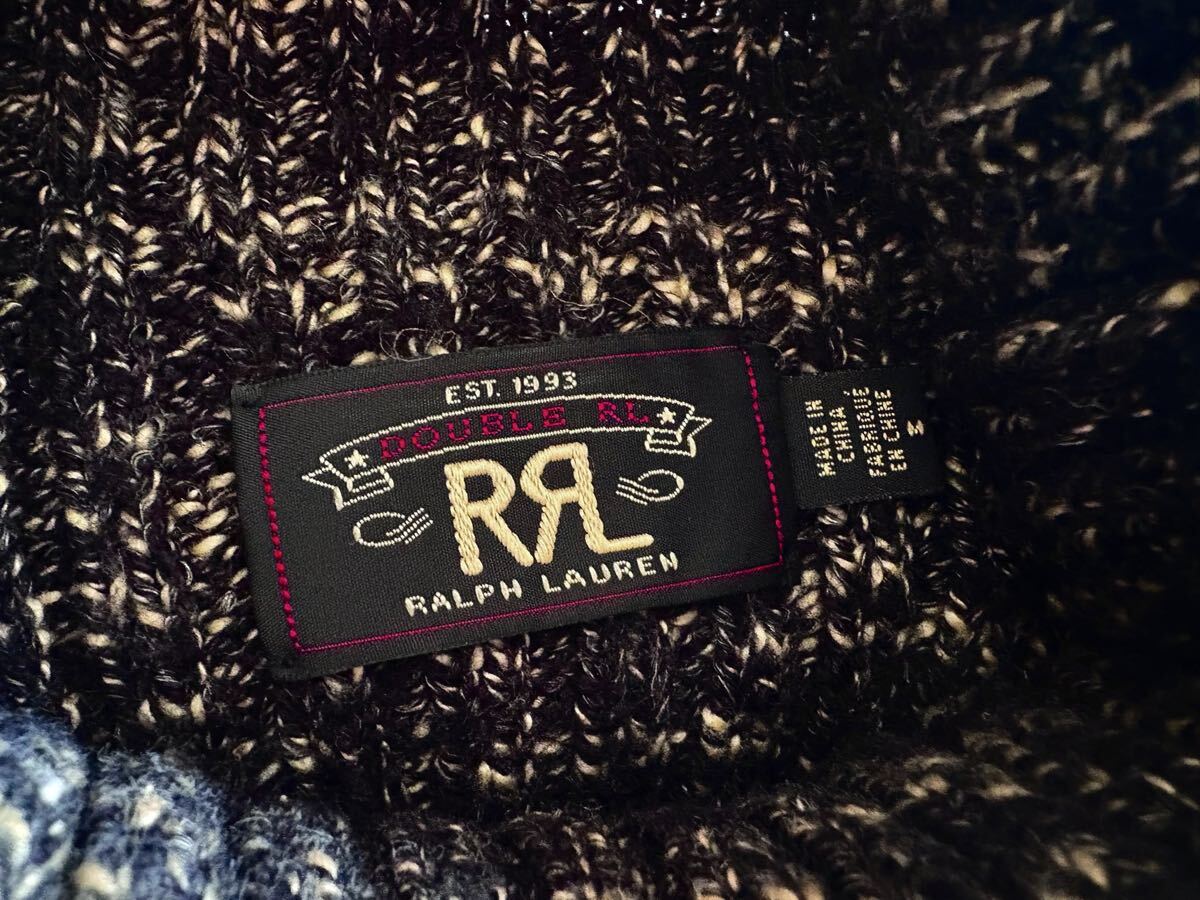 EST. 1993
DOUBLE RL
RRL
RALPH LAUREN
MADE IN
CHINA
FABRIQUÉ
EN CHINE
M